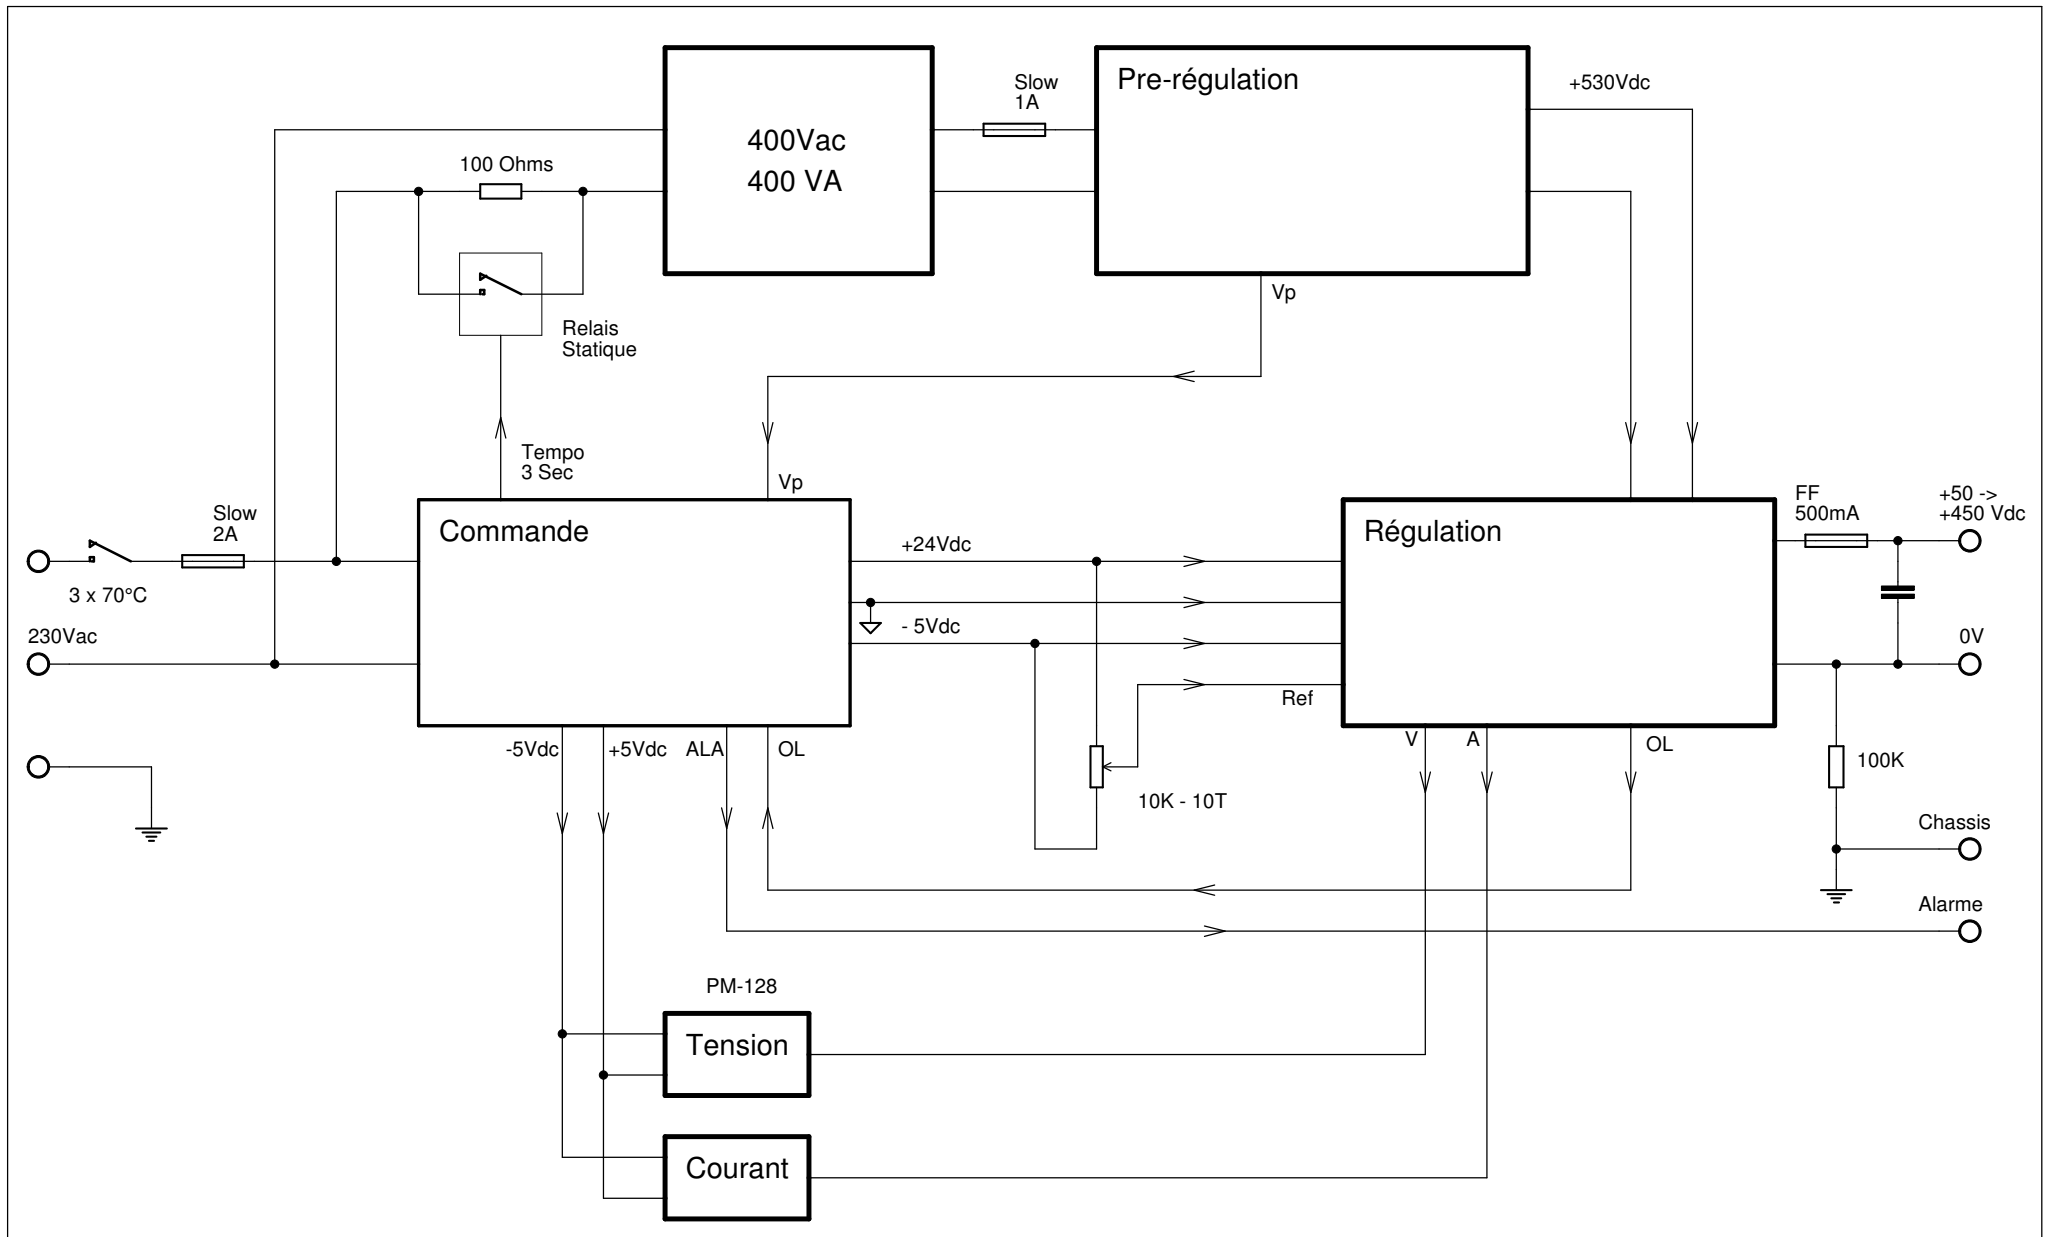 Pre-régulation
+530Vdc
Slow
1A
400Vac
400 VA
100 Ohms
Vp
Relais
Statique
Tempo
3 Sec
Vp
Slow
2A
Commande
Régulation
FF
500mA
+50 ->
+450 Vdc
+24Vdc
3 x 70°C
- 5Vdc
230Vac
0V
Ref
-5Vdc
+5Vdc
ALA
OL
V
A
OL
100K
10K - 10T
Chassis
Alarme
PM-128
Tension
Courant